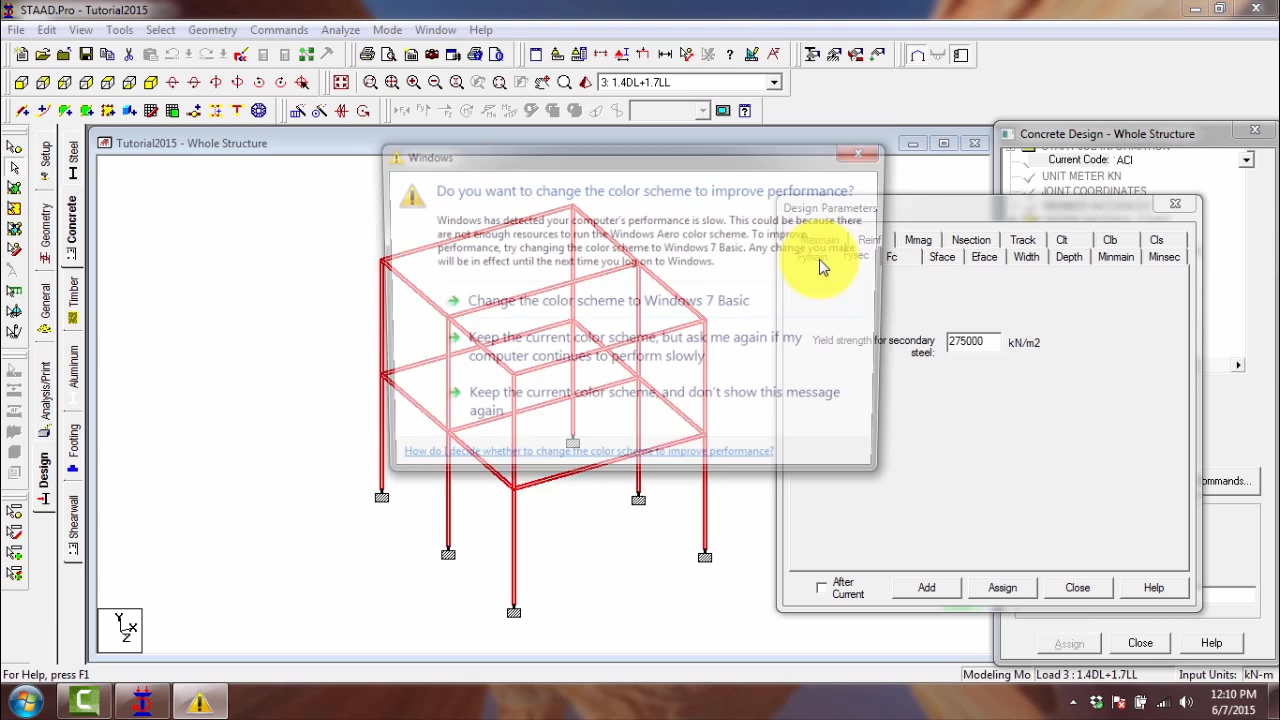 STAAD.Pro - Tutorial2015
File Edit View Tools Select Geometry Commands Analyze Mode Window Help
3: 1.4DL+1.7LL
Setup
Geometry
General
Analysis/Print
Design
Steel
Concrete
Timber
Aluminum
Footing
Shearwall
Tutorial2015 - Whole Structure
Windows
Do you want to change the color scheme to improve performance?
Windows has detected your computer's performance is slow. This could be because there
are not enough resources to run the Windows Aero color scheme. To improve
performance, try changing the color scheme to Windows 7 Basic. Any change you make
will be in effect until the next time you log on to Windows.
Change the color scheme to Windows 7 Basic
Keep the current color scheme, but ask me again if my
computer continues to perform slowly
Keep the current color scheme, and don't show this message
again
How do I decide whether to change the color scheme to improve performance?
Concrete Design - Whole Structure
START JOB INFORMATION
Current Code: ACI
UNIT METER KN
JOINT COORDINATES
Design Parameters
Maxmain Reinf Mmag Nsection Track Clt Clb Cls
Fymain Fysec Fc Sface Eface Width Depth Minmain Minsec
Yield strength for secondary
steel:
275000 kN/m2
After
Current
Add Assign Close Help
ommands...
Assign Close Help
Y
X
Z
For Help, press F1
Modeling Mo Load 3 : 1.4DL+1.7LL Input Units: kN-m
12:10 PM
6/7/2015